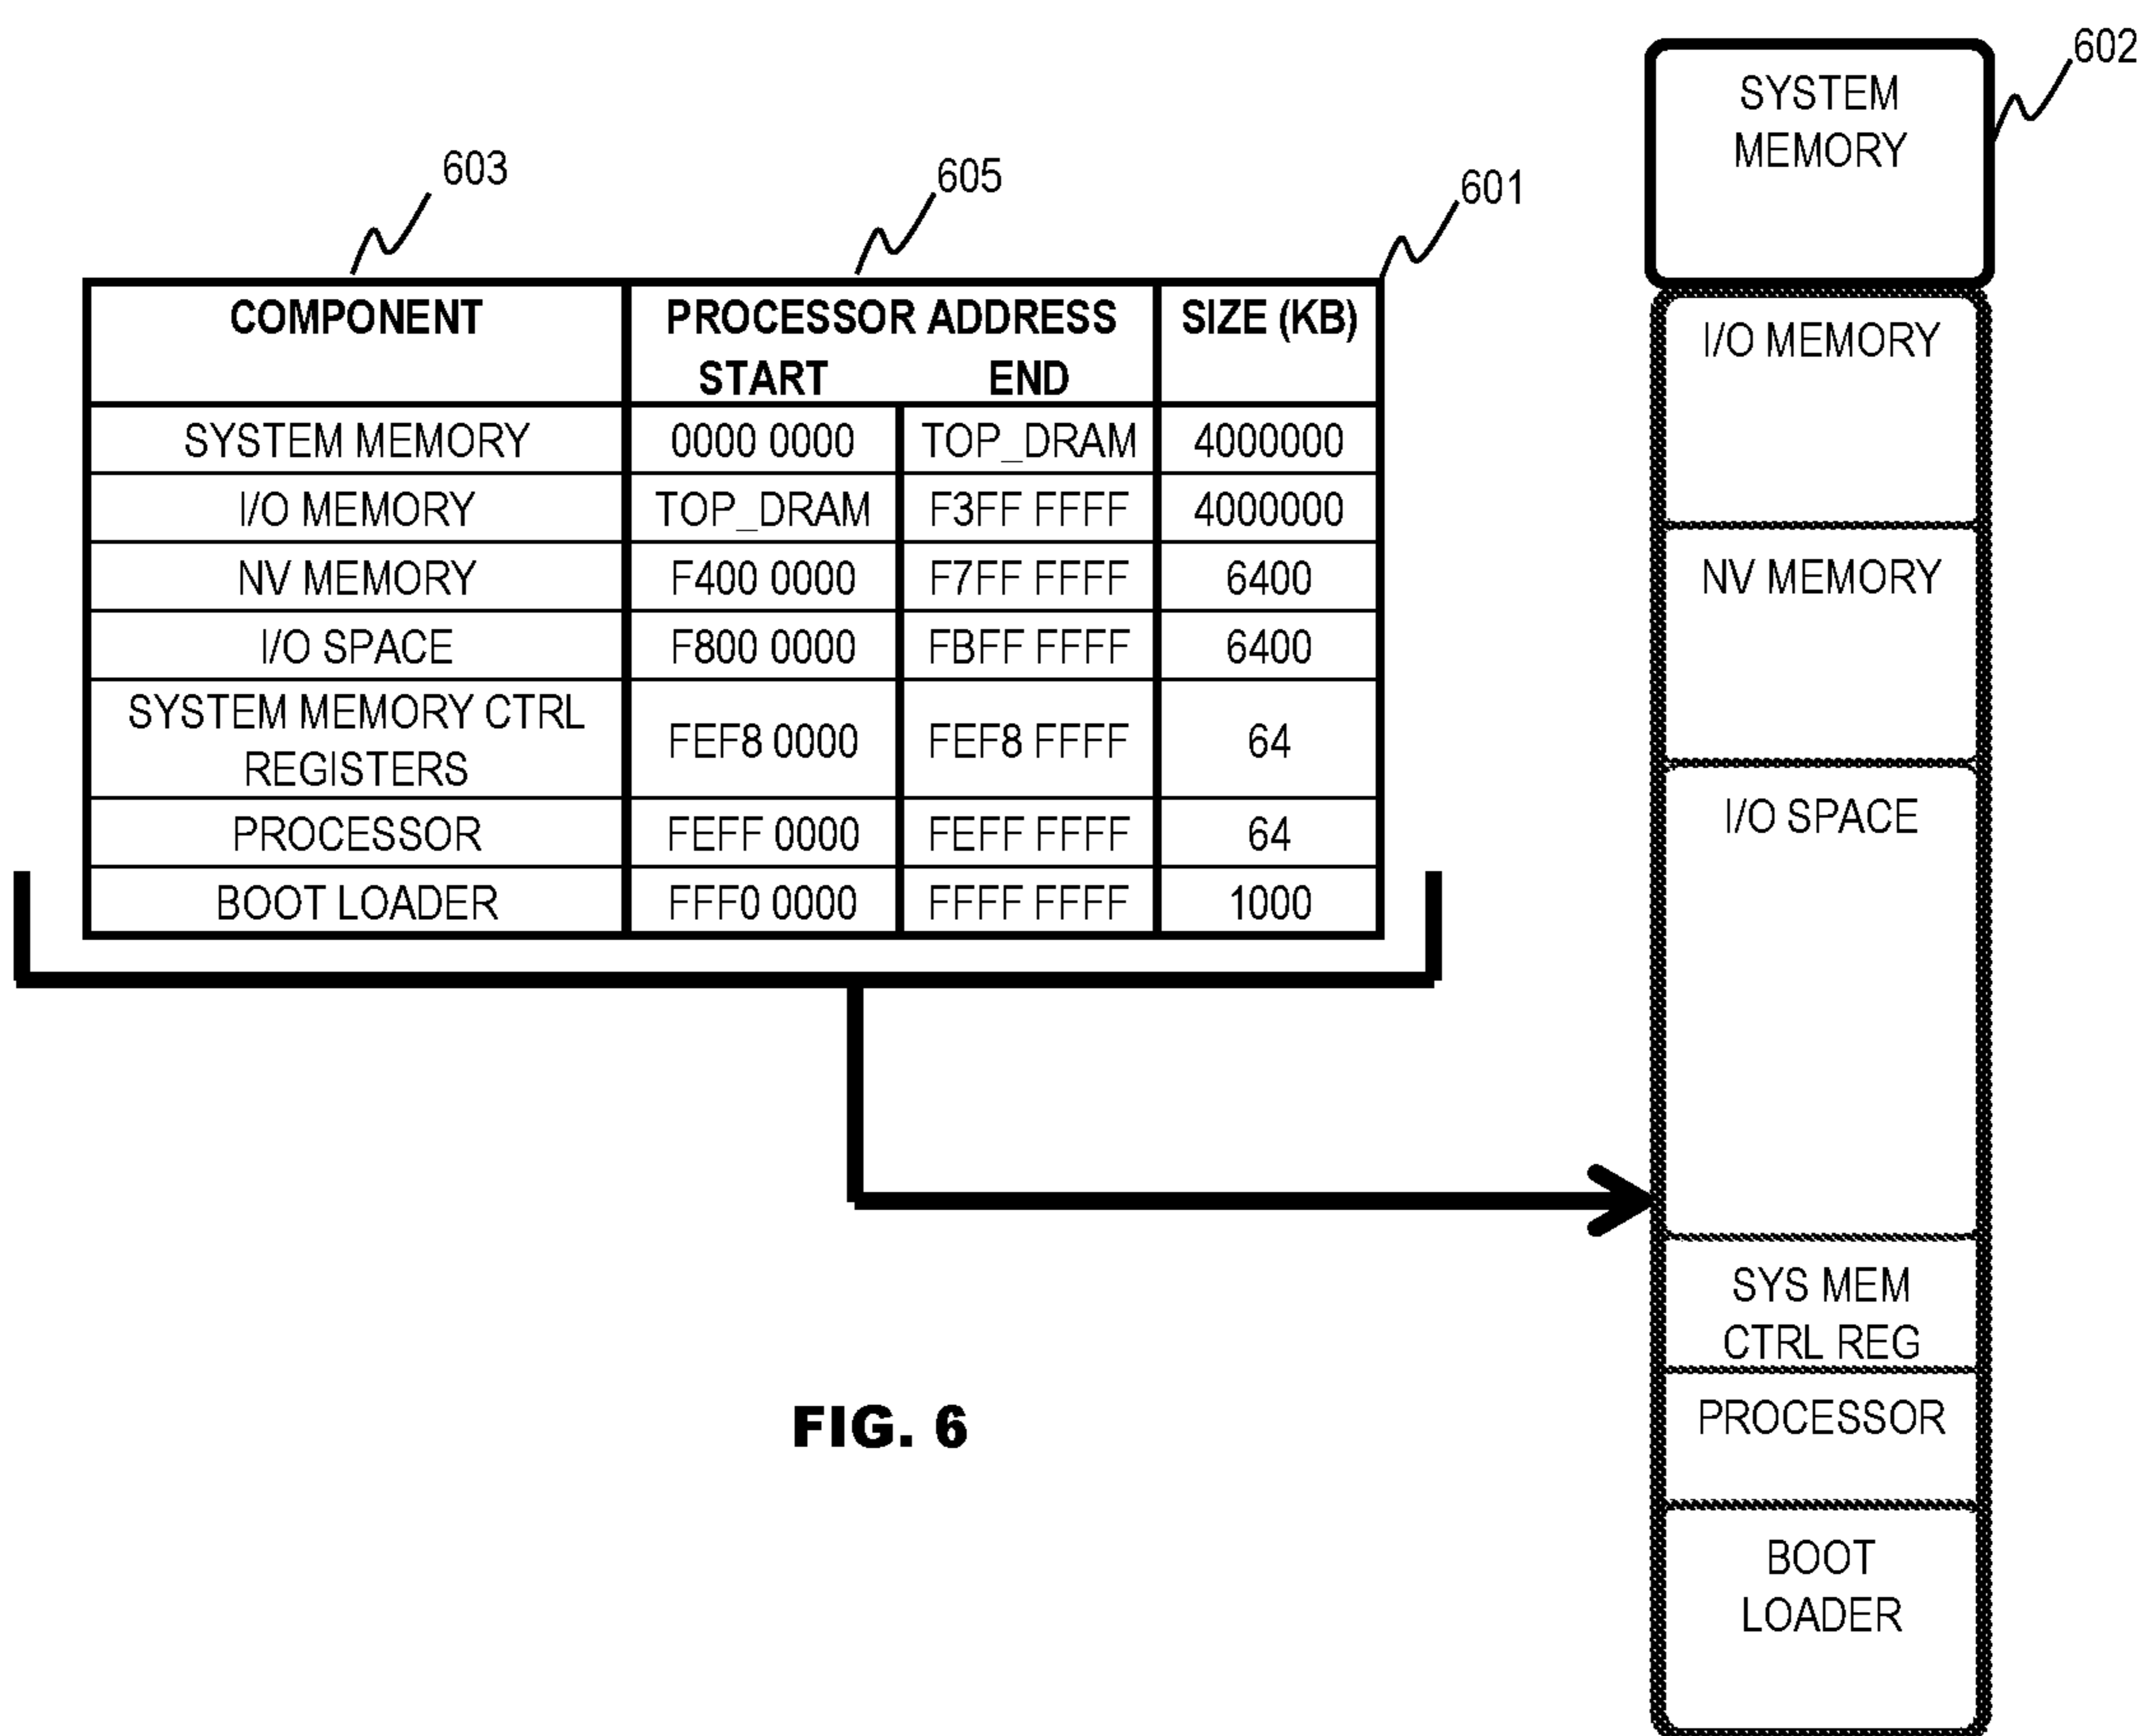 603
605
601
COMPONENT PROCESSOR ADDRESS SIZE (KB)
START END
SYSTEM MEMORY 0000 0000 TOP_DRAM 4000000
I/O MEMORY TOP_DRAM F3FF FFFF 4000000
NV MEMORY F400 0000 F7FF FFFF 6400
I/O SPACE F800 0000 FBFF FFFF 6400
SYSTEM MEMORY CTRL
REGISTERS FEF8 0000 FEF8 FFFF 64
PROCESSOR FEFF 0000 FEFF FFFF 64
BOOT LOADER FFF0 0000 FFFF FFFF 1000
602
SYSTEM
MEMORY
I/O MEMORY
NV MEMORY
I/O SPACE
SYS MEM
CTRL REG
PROCESSOR
BOOT
LOADER
FIG. 6